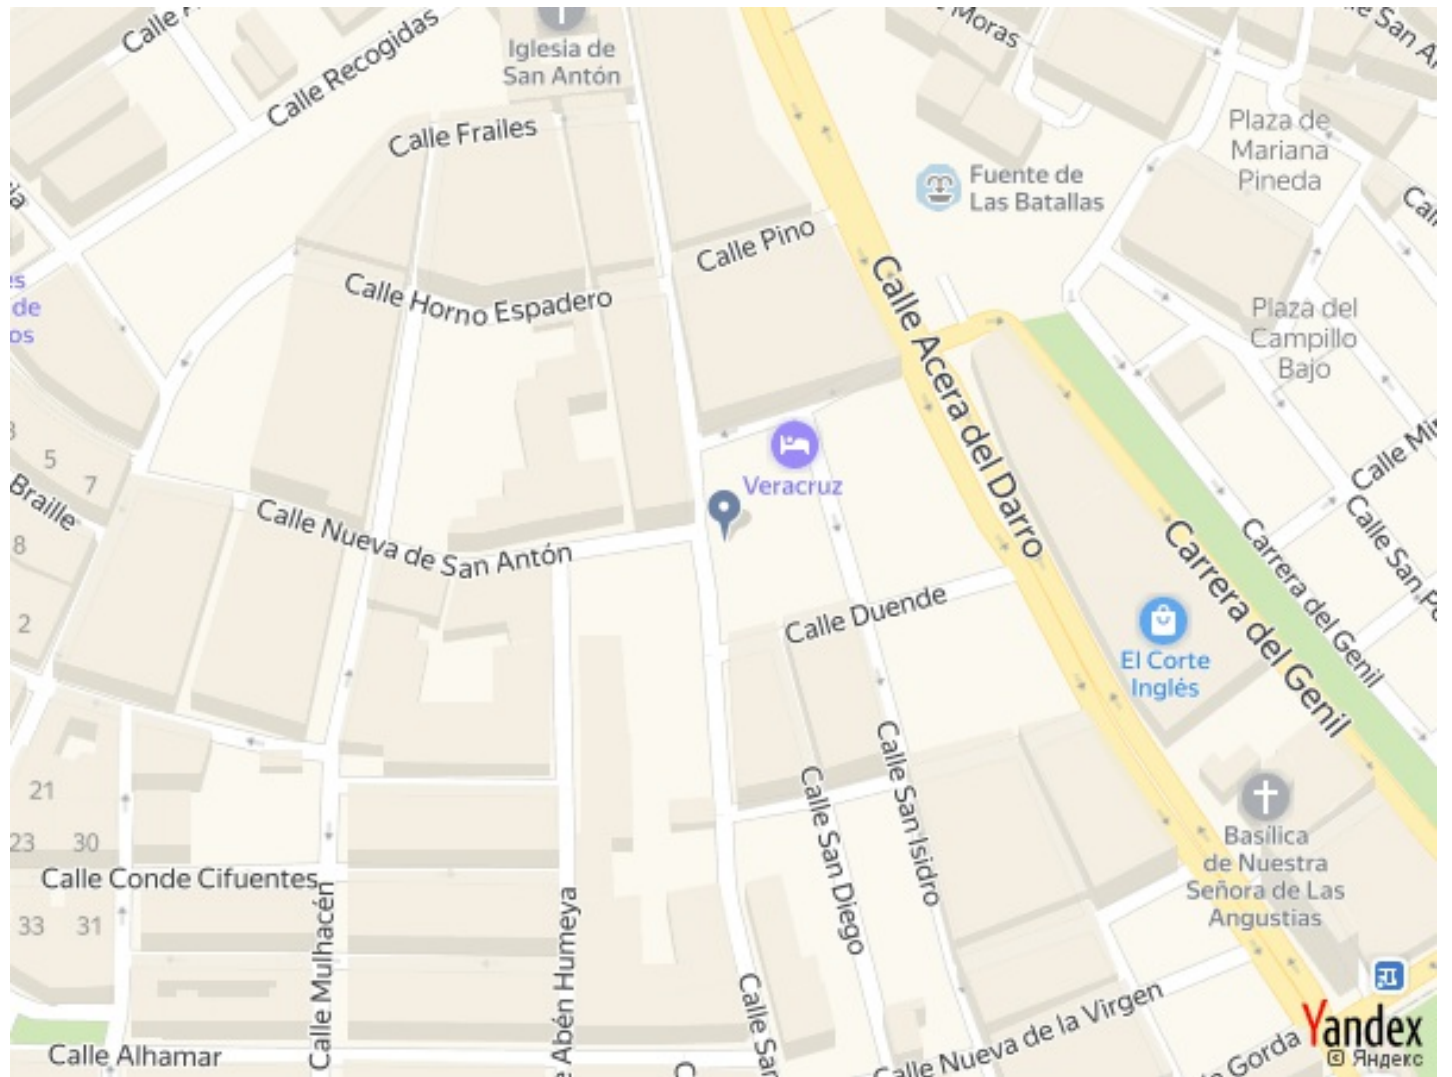 Iglesia de
San Antón
Calle Recogidas
Moras
Calle Frailes
Plaza de
Mariana
Pineda
Fuente de
Las Batallas
Calle Pino
Calle Horno Espadero
de
os
Calle Acera del Darro
Plaza del
Campillo
Bajo
5
7
Braille
Veracruz
Calle Nueva de San Antón
8
2
Calle Duende
Carrera del Genil
Carrera del Genil
El Corte
Inglés
Calle San Isidro
Calle San Diego
21
23
30
Calle Conde Cifuentes
33
31
Calle Mulhacén
Abén Humeya
Basílica
de Nuestra
Señora de Las
Angustias
Calle Nueva de la Virgen
Calle Alhamar
Gorda
Yandex
© Яндекс